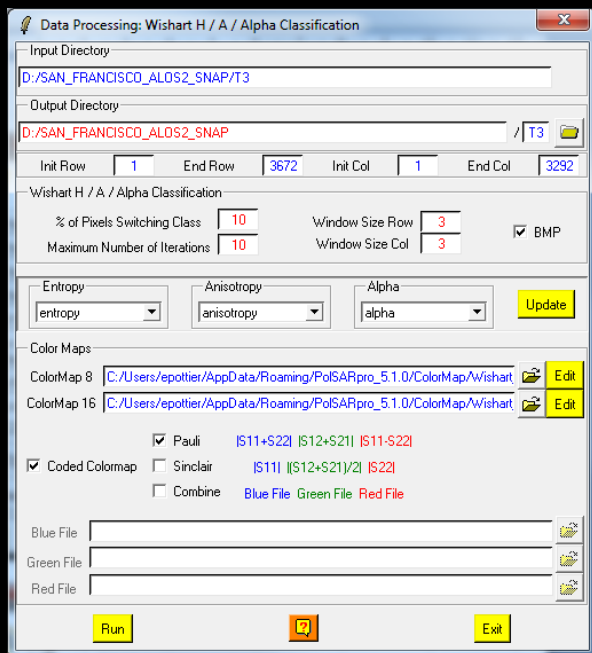 Data Processing: Wishart H / A / Alpha Classification
Input Directory
D:/SAN_FRANCISCO_ALOS2_SNAP/T3
Output Directory
D:/SAN_FRANCISCO_ALOS2_SNAP / T3
Init Row 1 End Row 3672 Init Col 1 End Col 3292
Wishart H / A / Alpha Classification
% of Pixels Switching Class 10 Window Size Row 3
Maximum Number of Iterations 10 Window Size Col 3
BMP
Entropy Anisotropy Alpha
entropy anisotropy alpha Update
Color Maps
ColorMap 8 C:/Users/epottier/AppData/Roaming/PolSARpro_5.1.0/ColorMap/Wishart_ Edit
ColorMap 16 C:/Users/epottier/AppData/Roaming/PolSARpro_5.1.0/ColorMap/Wishart_ Edit
Pauli |S11+S22| |S12+S21| |S11-S22|
Coded Colormap Sinclair |S11| |(S12+S21)/2| |S22|
Combine Blue File Green File Red File
Blue File
Green File
Red File
Run ? Exit